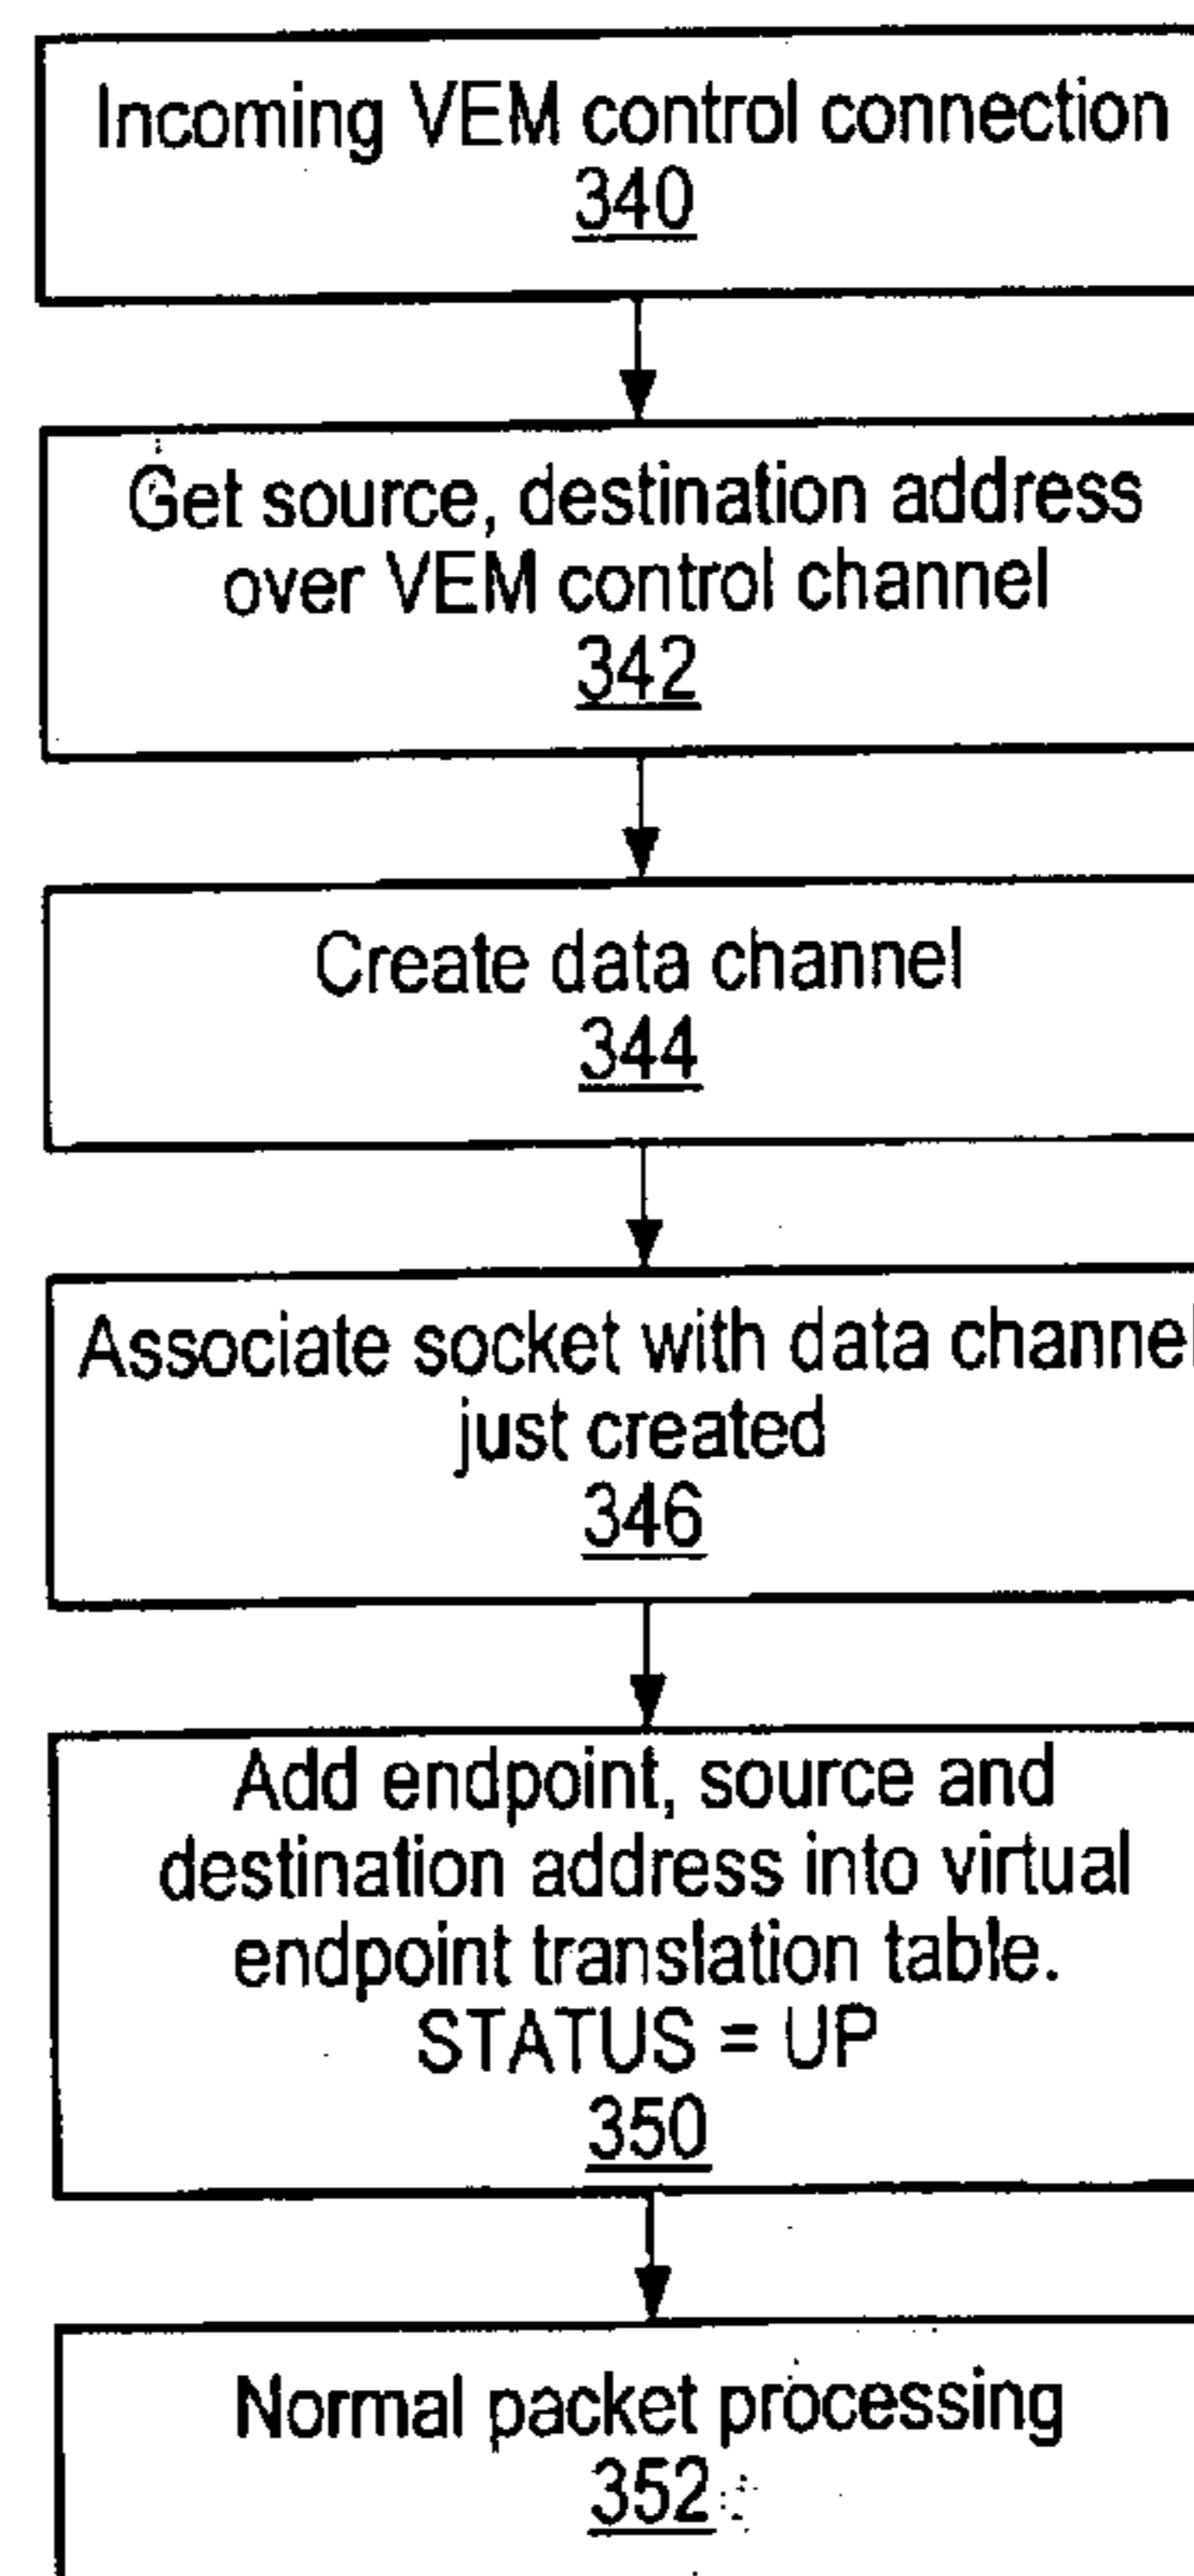 Incoming VEM control connection
340
Get source, destination address
over VEM control channel
342
Create data channel
344
Associate socket with data channel
just created
346
Add endpoint, source and
destination address into virtual
endpoint translation table.
STATUS = UP
350
Normal packet processing
352